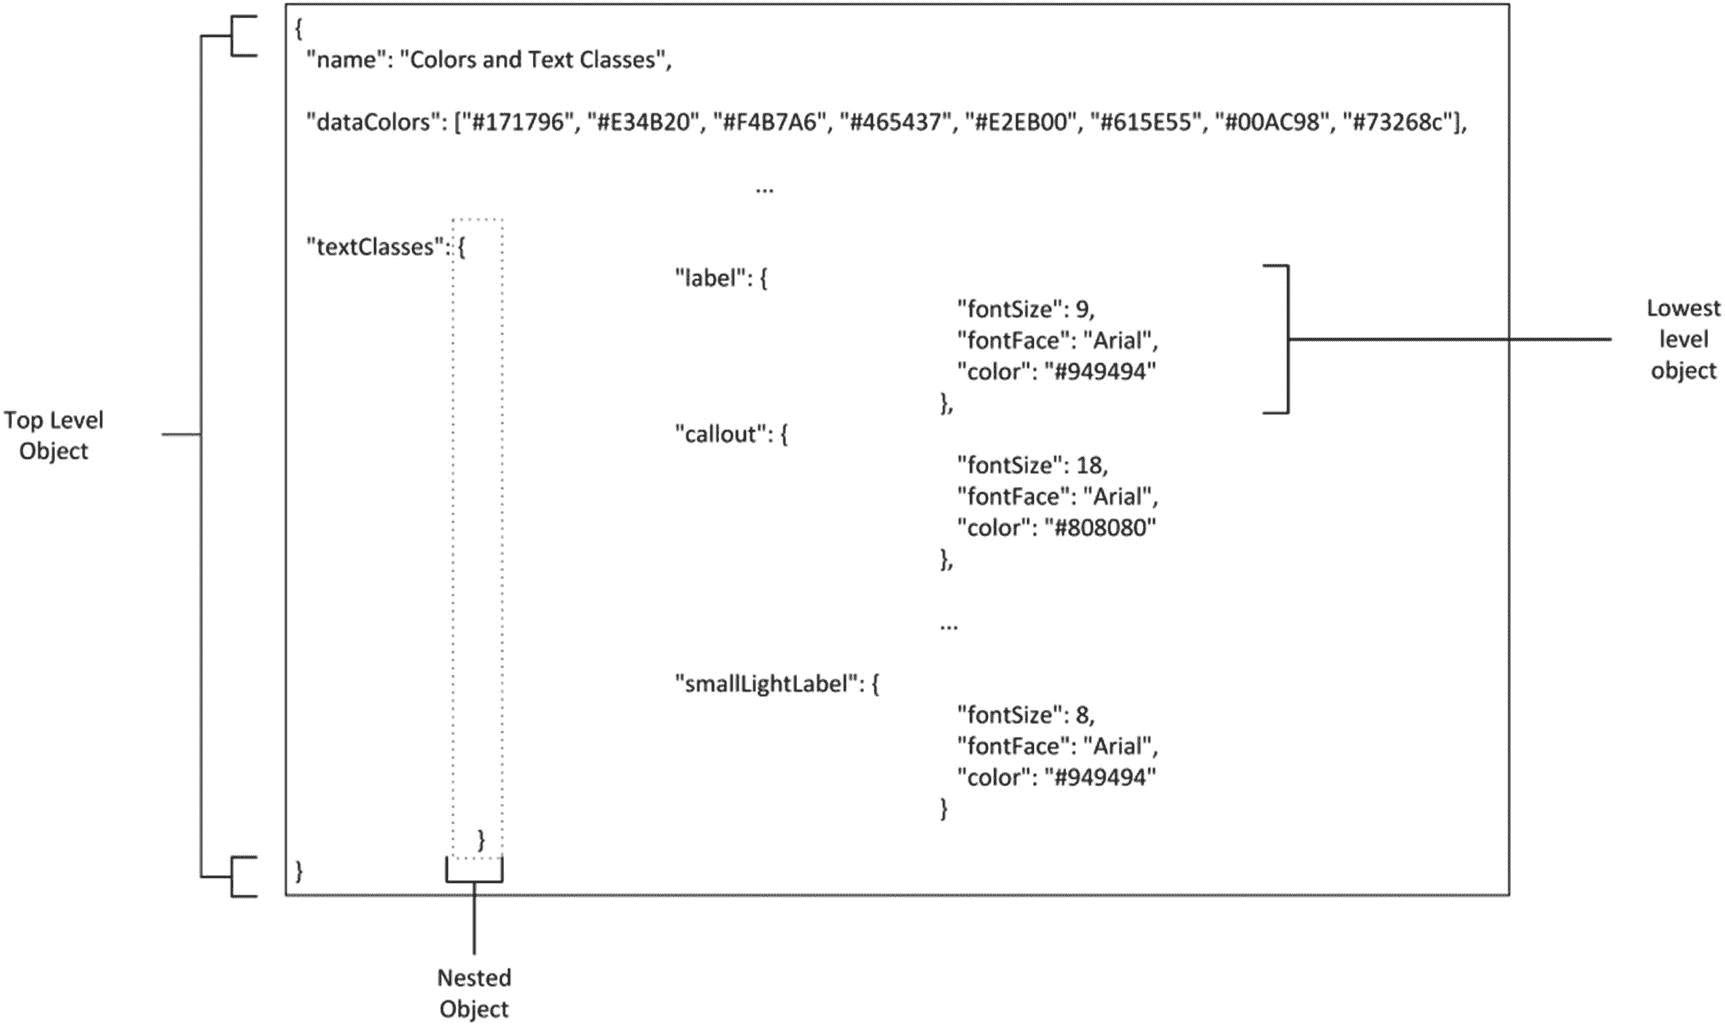 {
"name": "Colors and Text Classes",
"dataColors": ["#171796", "#E34B20", "#F4B7A6", "#465437", "#E2EB00", "#615E55", "#00AC98", "#73268c"],
...
"textClasses": {
"label": {
"fontSize": 9,
"fontFace": "Arial",
"color": "#949494"
},
"callout": {
"fontSize": 18,
"fontFace": "Arial",
"color": "#808080"
},
...
"smallLightLabel": {
"fontSize": 8,
"fontFace": "Arial",
"color": "#949494"
}
}
}
Top Level
Object
Lowest
level
object
Nested
Object